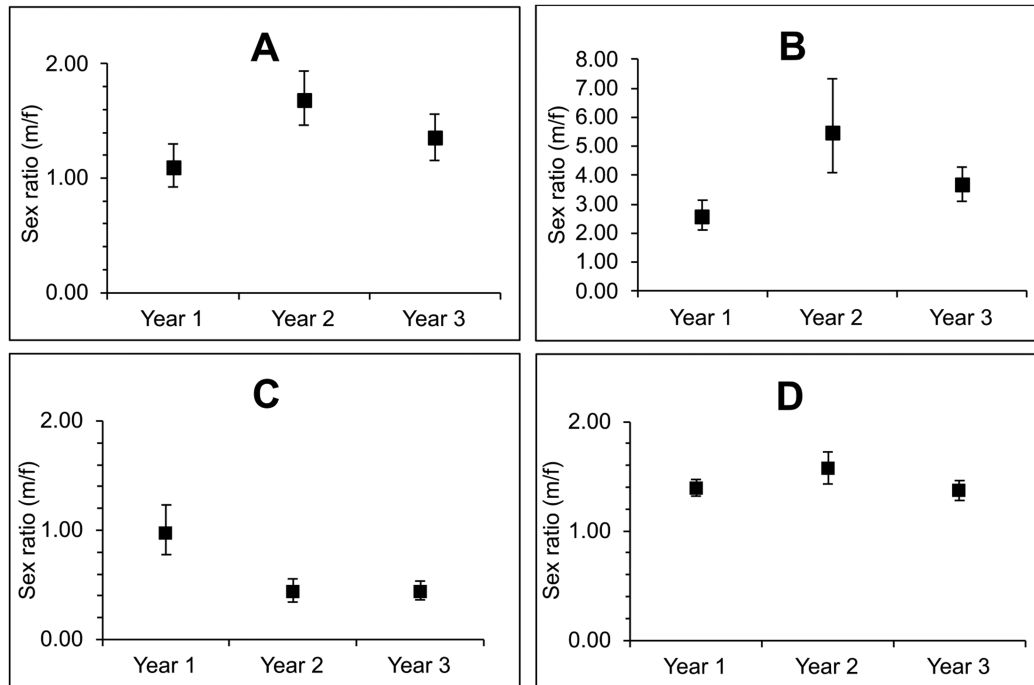 A
Sex ratio (m/f)
2.00
1.00
0.00
Year 1
Year 2
Year 3
B
Sex ratio (m/f)
8.00
7.00
6.00
5.00
4.00
3.00
2.00
1.00
0.00
Year 1
Year 2
Year 3
C
Sex ratio (m/f)
2.00
1.00
0.00
Year 1
Year 2
Year 3
D
Sex ratio (m/f)
2.00
1.00
0.00
Year 1
Year 2
Year 3